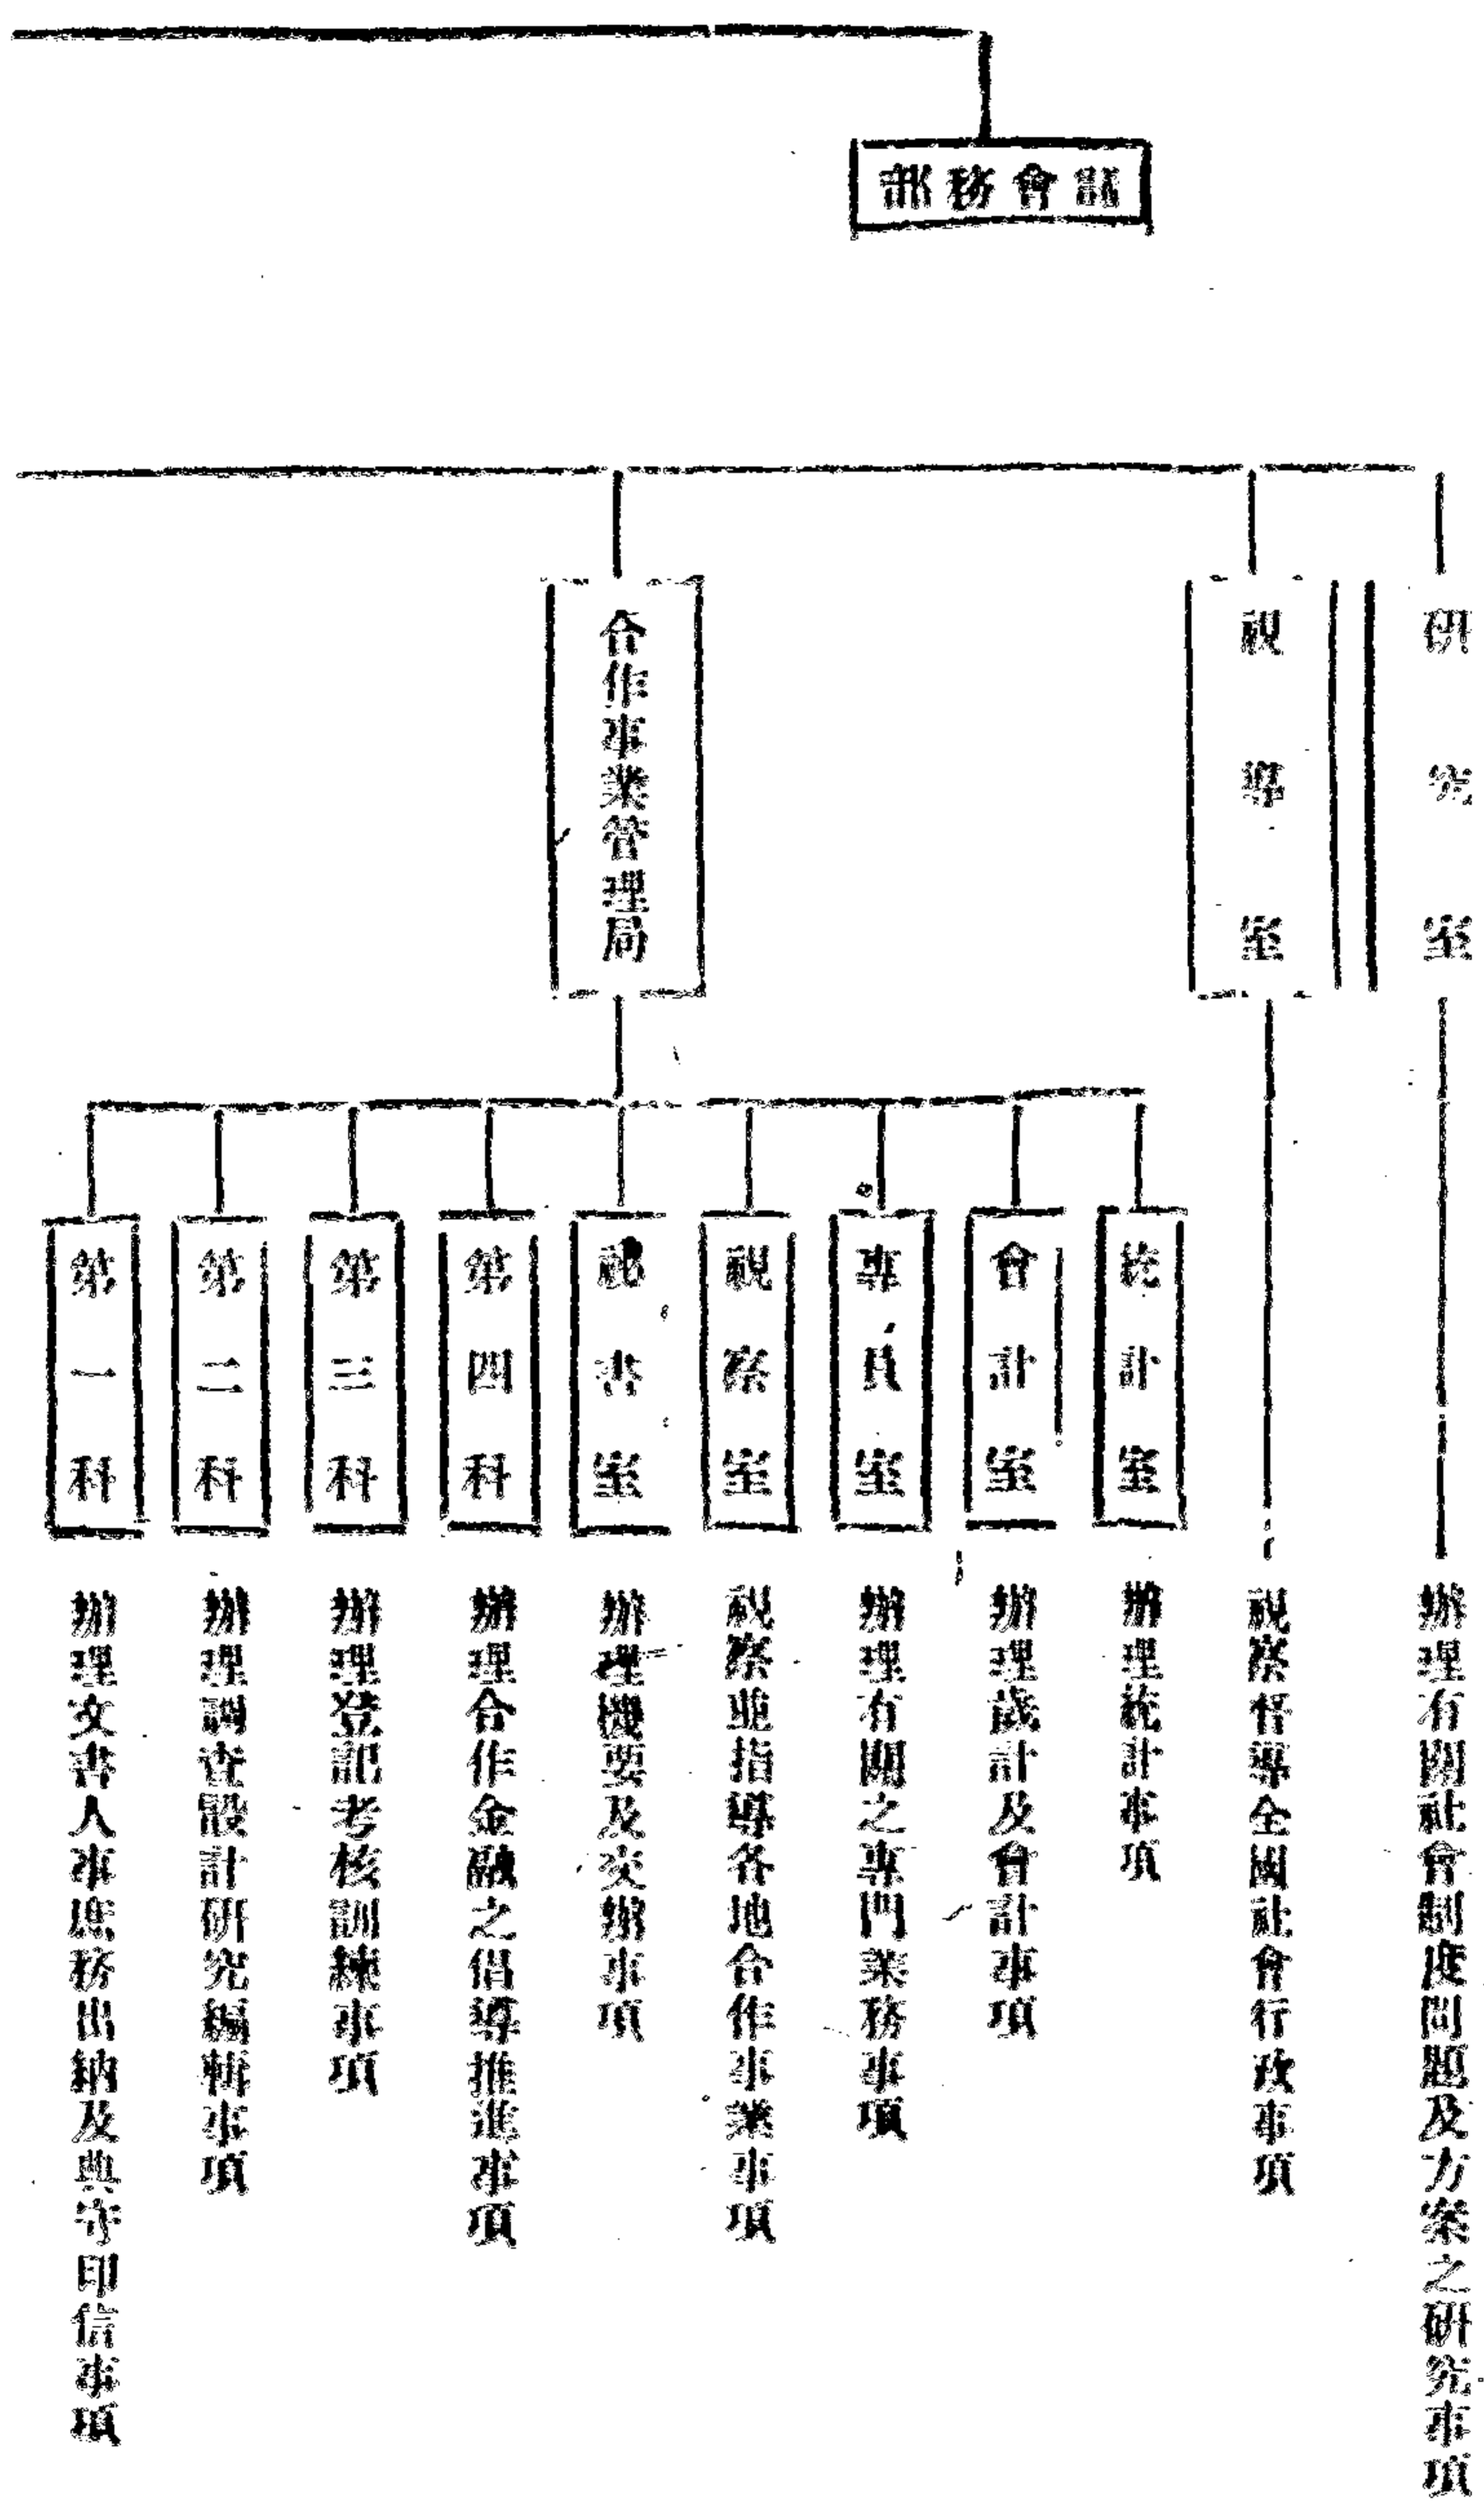 部務會議
合作事業管理局
視導室
研究室
第一科
第二科
第三科
第四科
祕書室
視察室
專員室
會計室
統計室
辦理文書人事庶務出納及典守印信事項
辦理調查設計研究編輯事項
辦理登記考核訓練事項
辦理合作金融之倡導推進事項
辦理機要及交辦事項
視察並指導各地合作事業事項
辦理有關之專門業務事項
辦理歲計及會計事項
辦理統計事項
視察督導全國社會行政事項
辦理有關社會制度問題及方案之研究事項